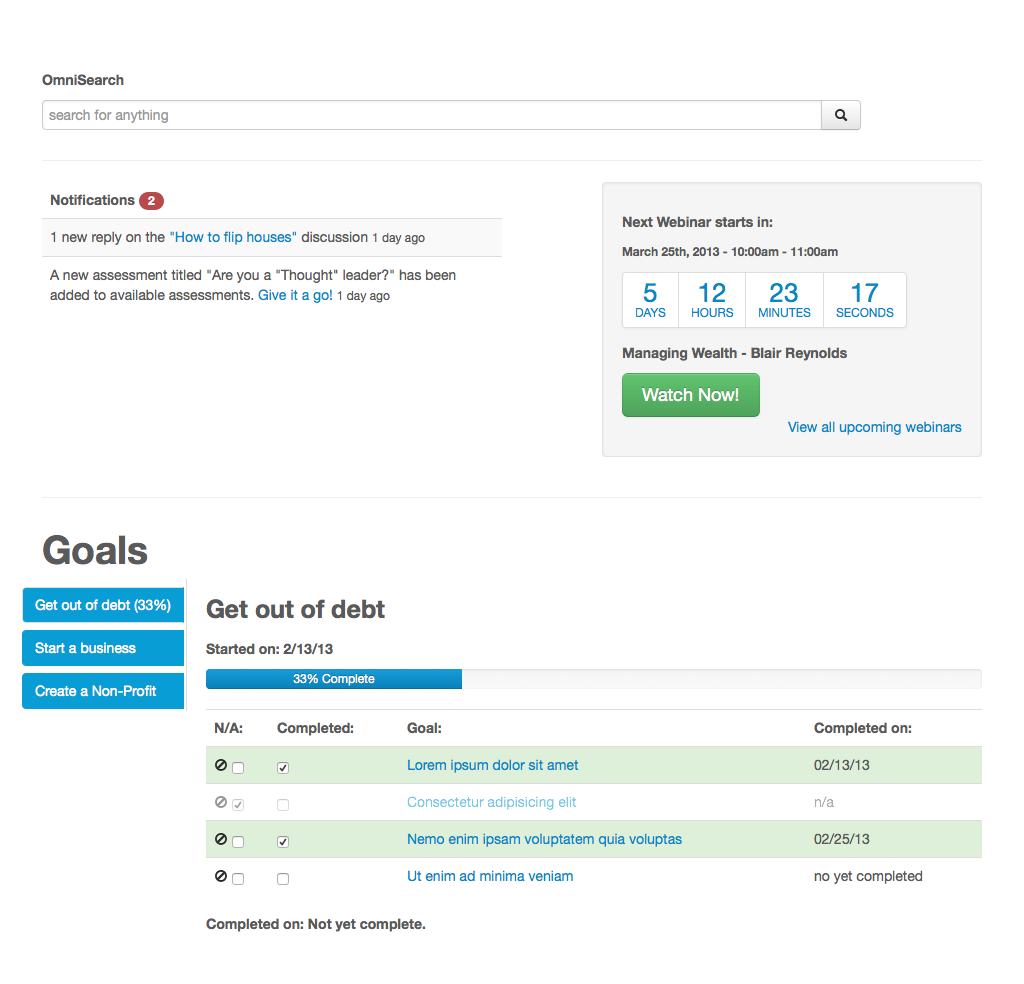 OmniSearch
search for anything
Notifications 2
1 new reply on the "How to flip houses" discussion 1 day ago
A new assessment titled "Are you a "Thought" leader?" has been
added to available assessments. Give it a go! 1 day ago
Next Webinar starts in:
March 25th, 2013 - 10:00am - 11:00am
5 12 23 17
DAYS HOURS MINUTES SECONDS
Managing Wealth - Blair Reynolds
Watch Now!
View all upcoming webinars
Goals
Get out of debt (33%)
Start a business
Create a Non-Profit
Get out of debt
Started on: 2/13/13
33% Complete
N/A: Completed: Goal: Completed on:
Lorem ipsum dolor sit amet 02/13/13
Consectetur adipisicing elit n/a
Nemo enim ipsam voluptatem quia voluptas 02/25/13
Ut enim ad minima veniam no yet completed
Completed on: Not yet complete.